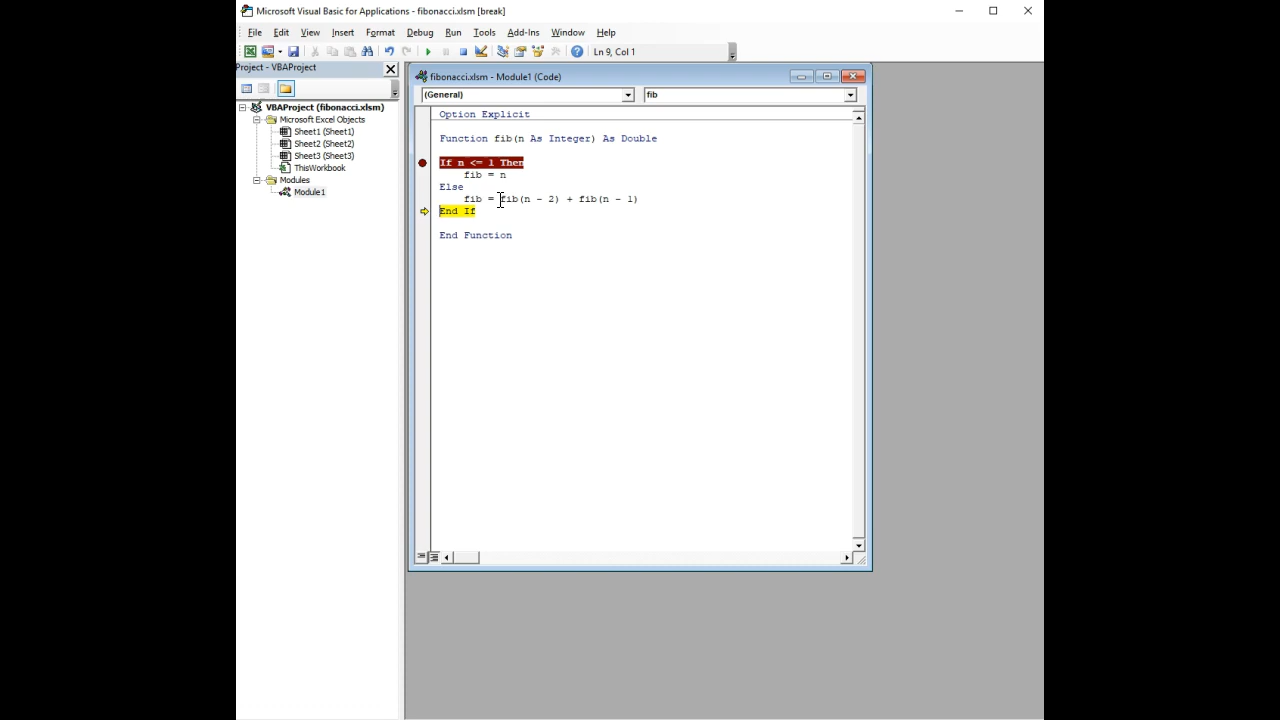 Microsoft Visual Basic for Applications - fibonacci.xlsm [break]
File Edit View Insert Format Debug Run Tools Add-Ins Window Help
Ln 9, Col 1
Project - VBAProject
VBAProject (fibonacci.xlsm)
Microsoft Excel Objects
Sheet1 (Sheet1)
Sheet2 (Sheet2)
Sheet3 (Sheet3)
ThisWorkbook
Modules
Module1
fibonacci.xlsm - Module1 (Code)
(General) fib
Option Explicit
Function fib(n As Integer) As Double
If n <= 1 Then
fib = n
Else
fib = fib(n - 2) + fib(n - 1)
End If
End Function